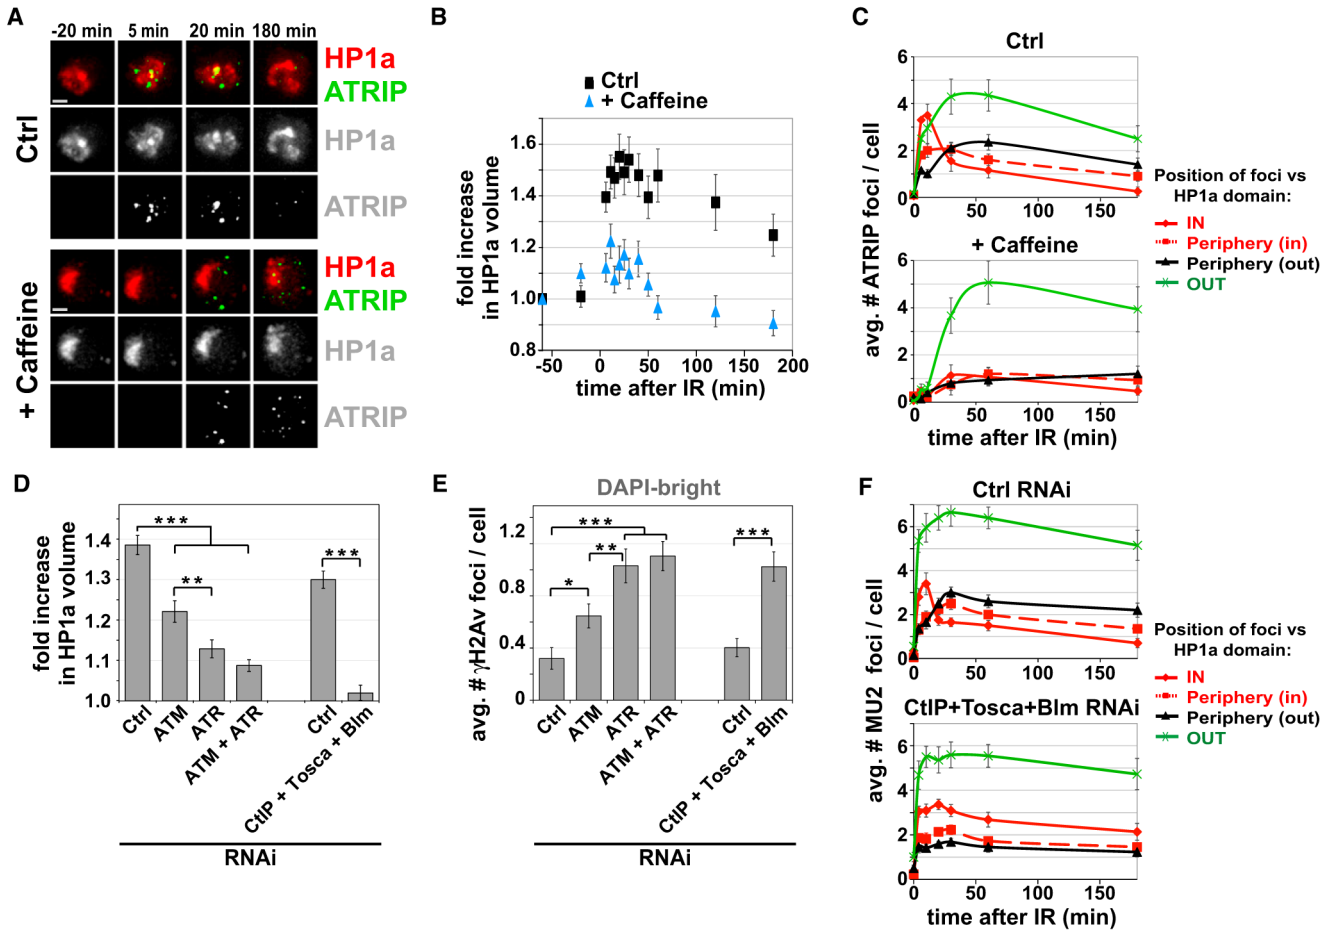 A
-20 min 5 min 20 min 180 min
Ctrl
HP1a
ATRIP
HP1a
ATRIP
+ Caffeine
HP1a
ATRIP
HP1a
ATRIP
B
Ctrl
+ Caffeine
fold increase
in HP1a volume
1.6
1.4
1.2
1.0
0.8
-50 0 50 100 150 200
time after IR (min)
C
Ctrl
avg. # ATRIP foci / cell
6
4
2
0
0 50 100 150
+ Caffeine
6
4
2
0
0 50 100 150
time after IR (min)
Position of foci vs
HP1a domain:
IN
Periphery (in)
Periphery (out)
OUT
D
fold increase
in HP1a volume
1.4
1.3
1.2
1.1
1.0
***
**
***
Ctrl
ATM
ATR
ATM + ATR
Ctrl
CtIP + Tosca + Blm
RNAi
E
DAPI-bright
avg. # γH2Av foci / cell
1.2
0.8
0.4
0
***
**
*
***
Ctrl
ATM
ATR
ATM + ATR
Ctrl
CtIP + Tosca + Blm
RNAi
F
Ctrl RNAi
avg. # MU2 foci / cell
6
4
2
0
0 50 100 150
CtIP+Tosca+Blm RNAi
6
4
2
0
0 50 100 150
time after IR (min)
Position of foci vs
HP1a domain:
IN
Periphery (in)
Periphery (out)
OUT